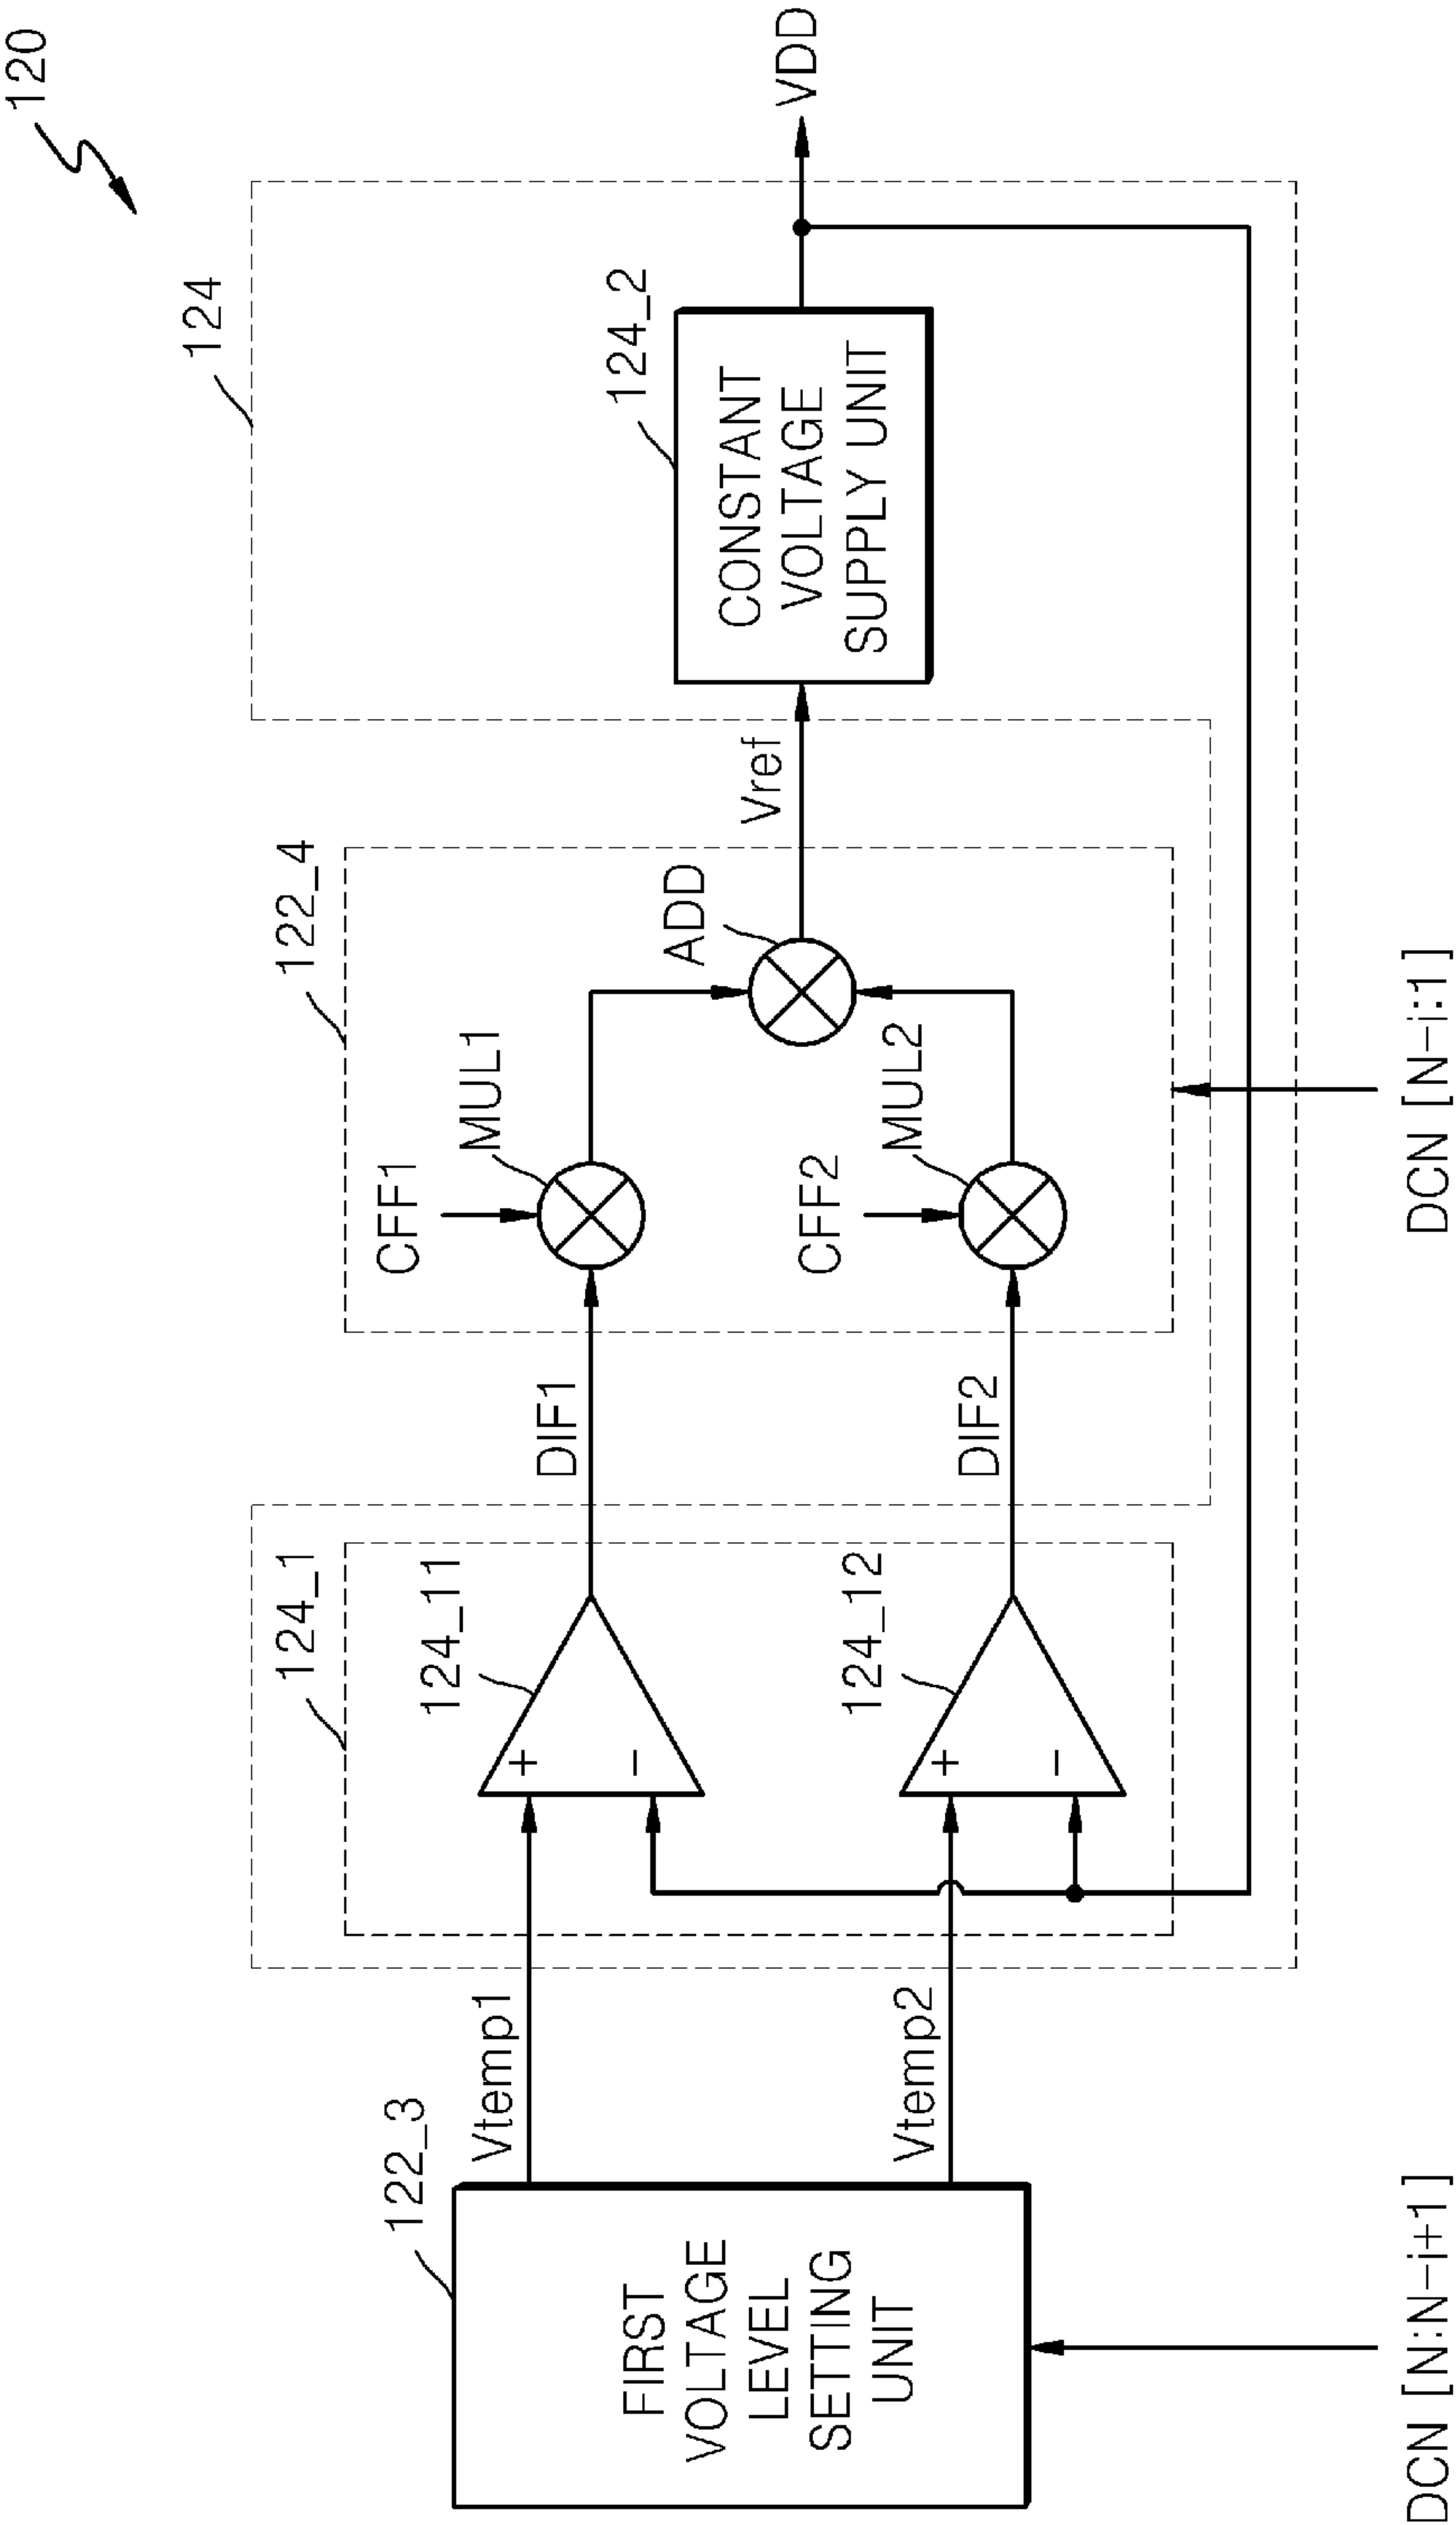 120
124
124_1
122_4
124_2
122_3
124_11
124_12
Vtemp1
Vtemp2
DIF1
DIF2
CFF1
CFF2
MUL1
MUL2
ADD
Vref
VDD
+
−
+
−
FIRST
VOLTAGE
LEVEL
SETTING
UNIT
CONSTANT
VOLTAGE
SUPPLY UNIT
DCN [N:N−i+1]
DCN [N−i:1]